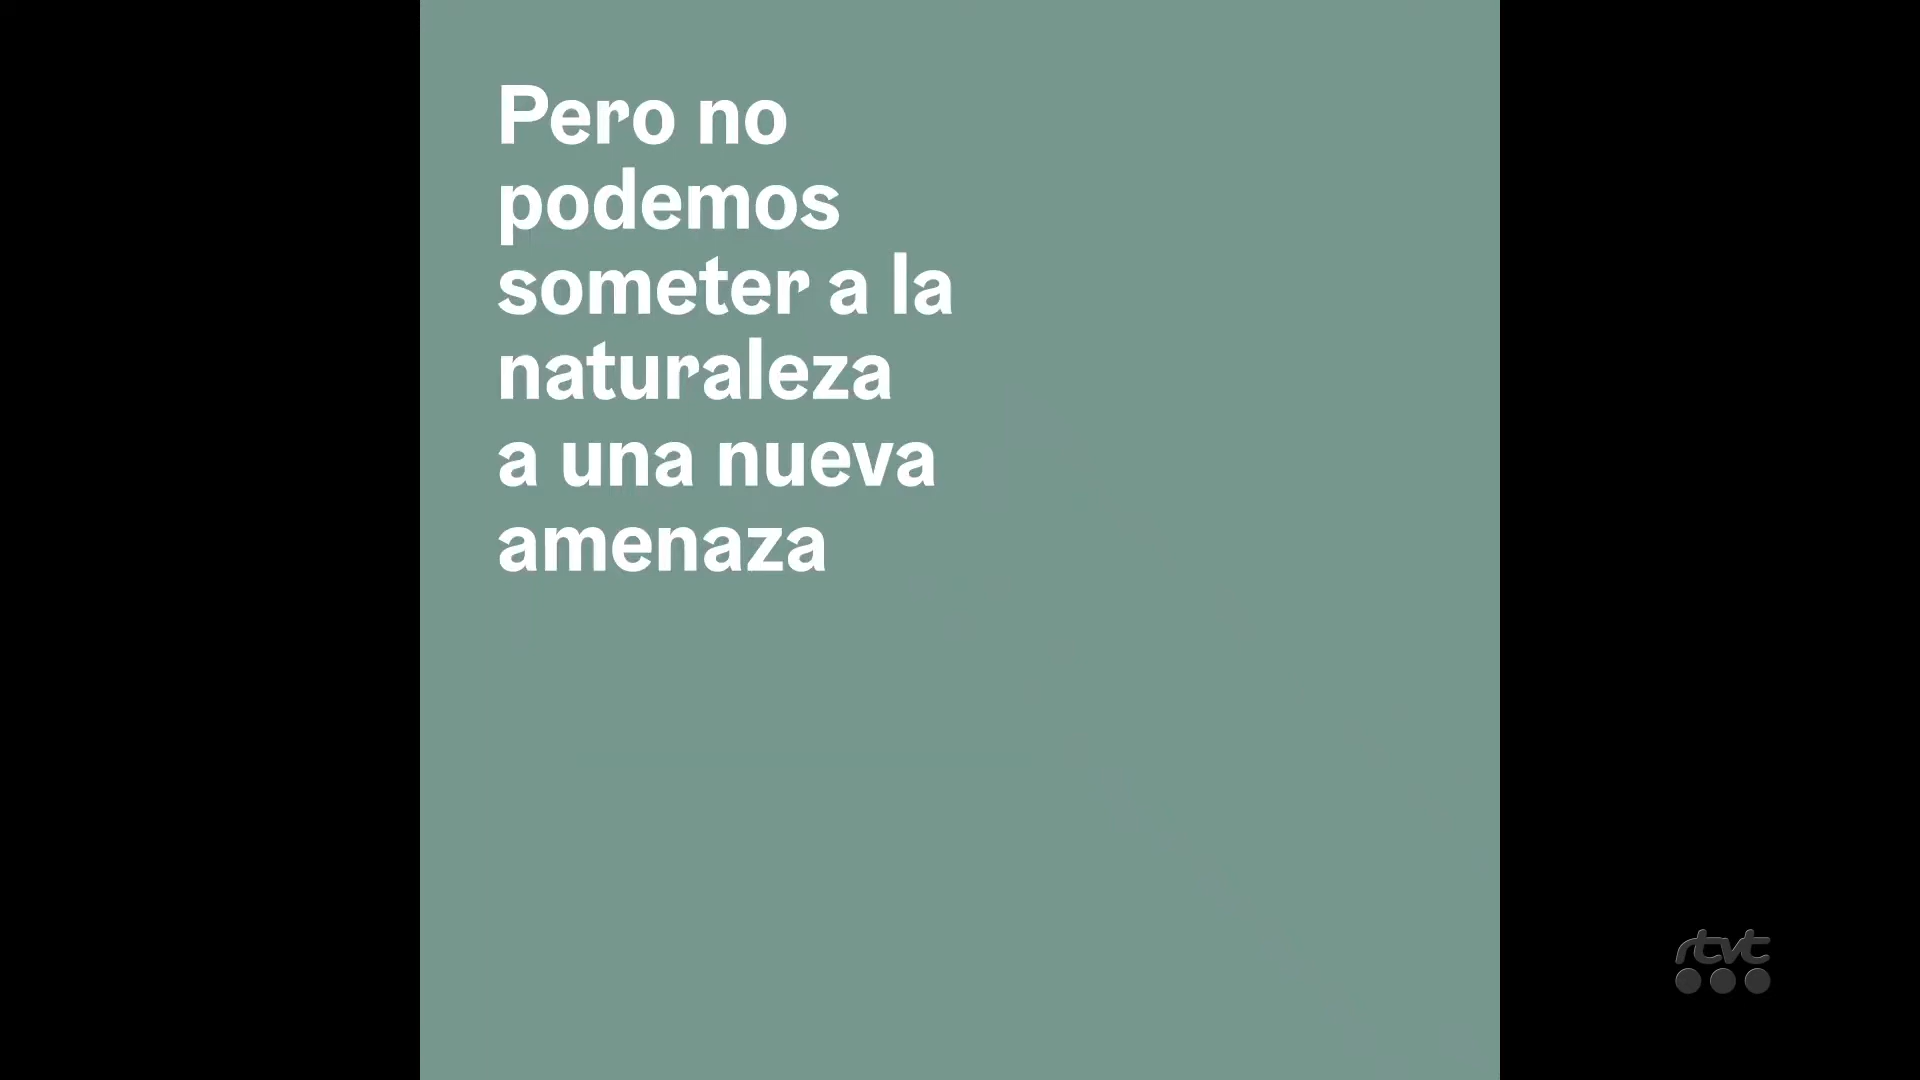 Pero no
podemos
someter a la
naturaleza
a una nueva
amenaza
rtvt